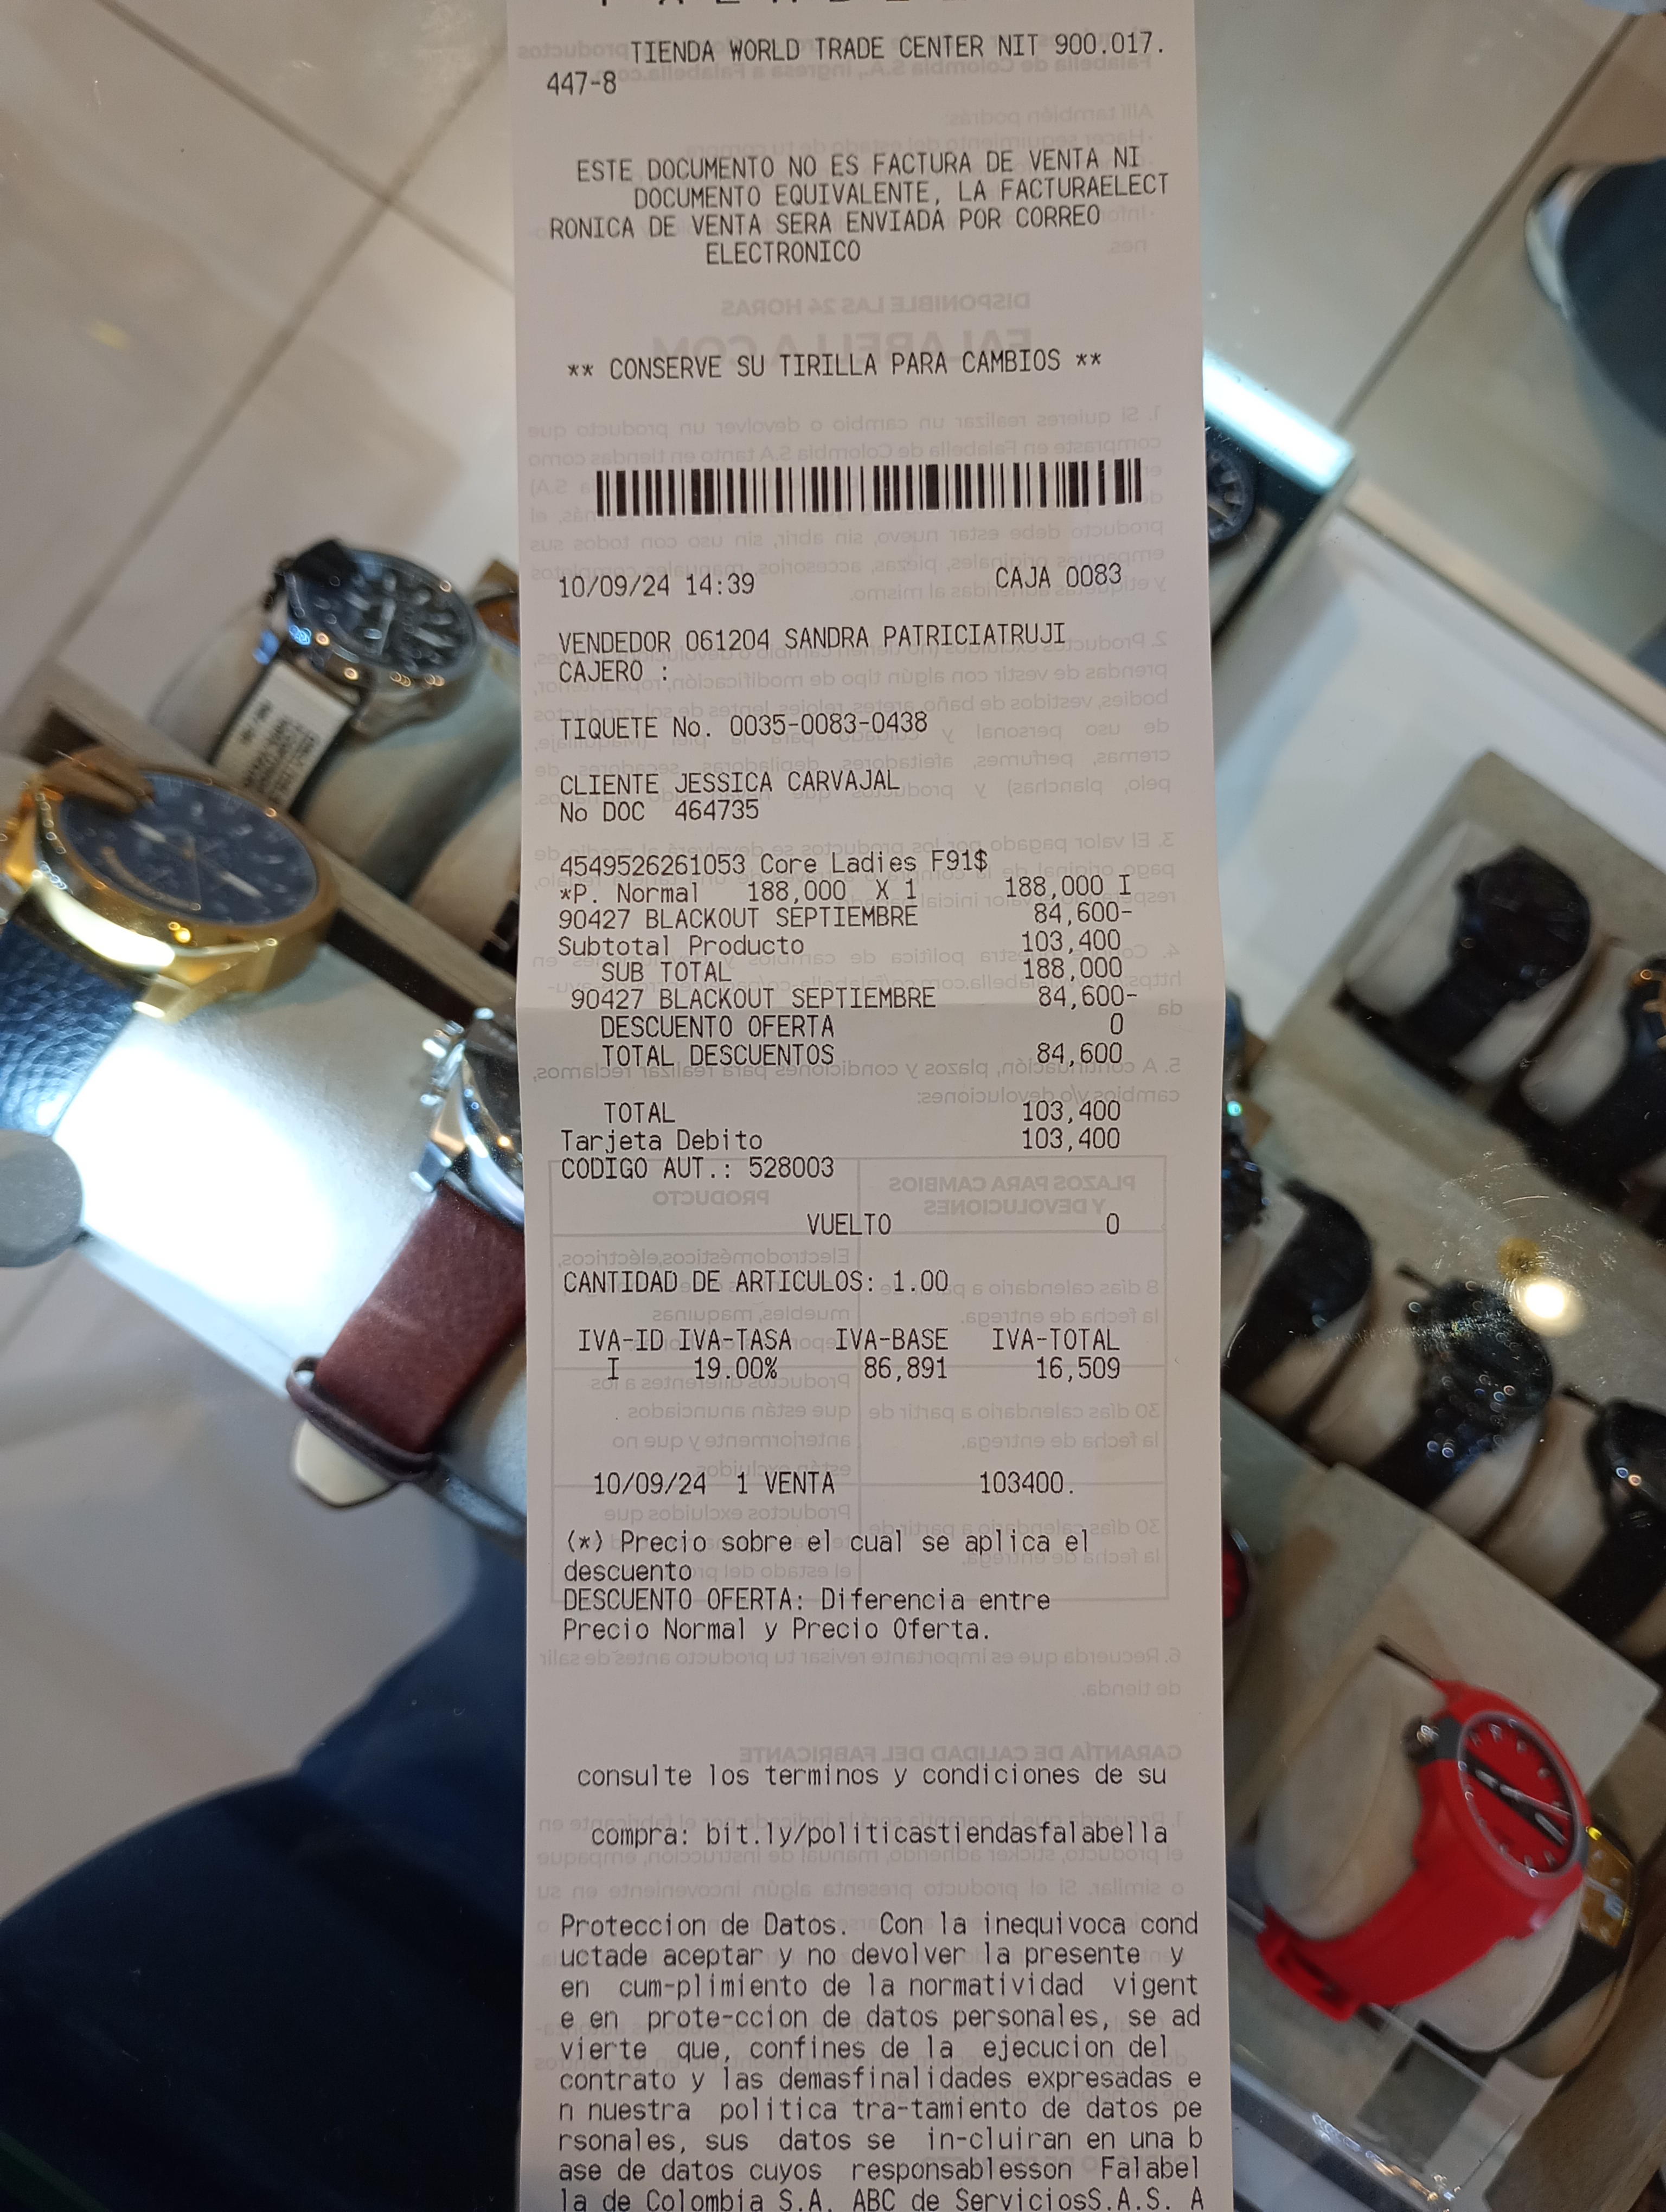 TIENDA WORLD TRADE CENTER NIT 900.017.
447-8
ESTE DOCUMENTO NO ES FACTURA DE VENTA NI
DOCUMENTO EQUIVALENTE, LA FACTURAELECT
RONICA DE VENTA SERA ENVIADA POR CORREO
ELECTRONICO
** CONSERVE SU TIRILLA PARA CAMBIOS **
10/09/24 14:39 CAJA 0083
VENDEDOR 061204 SANDRA PATRICIATRUJI
CAJERO :
TIQUETE No. 0035-0083-0438
CLIENTE JESSICA CARVAJAL
No DOC 464735
4549526261053 Core Ladies F91$
*P. Normal 188,000 X 1 188,000 I
90427 BLACKOUT SEPTIEMBRE 84,600-
Subtotal Producto 103,400
SUB TOTAL 188,000
90427 BLACKOUT SEPTIEMBRE 84,600-
DESCUENTO OFERTA 0
TOTAL DESCUENTOS 84,600
TOTAL 103,400
Tarjeta Debito 103,400
CODIGO AUT.: 528003
VUELTO 0
CANTIDAD DE ARTICULOS: 1.00
IVA-ID IVA-TASA IVA-BASE IVA-TOTAL
I 19.00% 86,891 16,509
10/09/24 1 VENTA 103400.
(*) Precio sobre el cual se aplica el
descuento
DESCUENTO OFERTA: Diferencia entre
Precio Normal y Precio Oferta.
consulte los terminos y condiciones de su
compra: bit.ly/politicastiendasfalabella
Proteccion de Datos. Con la inequivoca cond
uctade aceptar y no devolver la presente y
en cum-plimiento de la normatividad vigent
e en prote-ccion de datos personales, se ad
vierte que, confines de la ejecucion del
contrato y las demasfinalidades expresadas e
n nuestra politica tra-tamiento de datos pe
rsonales, sus datos se in-cluiran en una b
ase de datos cuyos responsablesson Falabel
la de Colombia S.A. ABC de ServiciosS.A.S. A